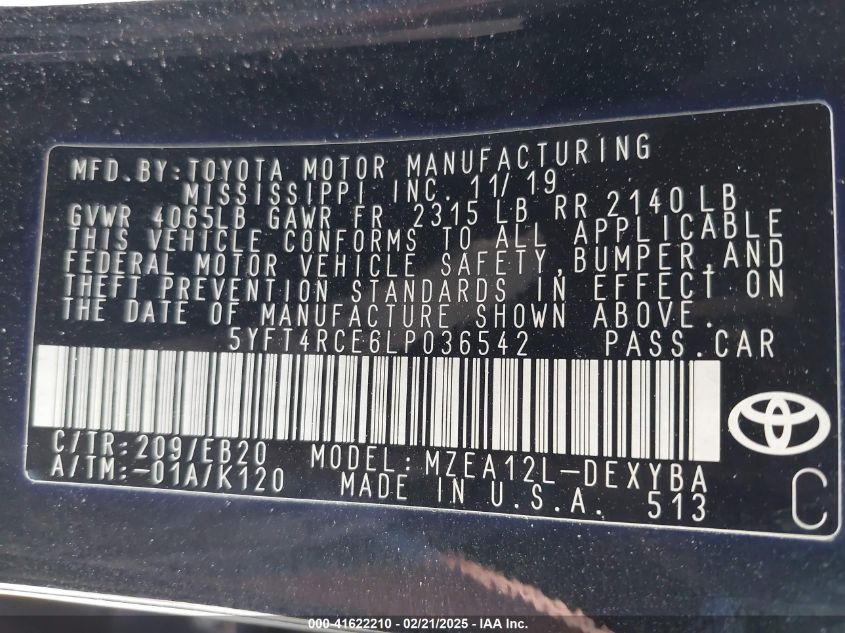 MFD. BY: TOYOTA MOTOR MANUFACTURING
MISSISSIPPI INC. 11/19
GVWR 4065LB GAWR FR 2315 LB RR 2140 LB
THIS VEHICLE CONFORMS TO ALL APPLICABLE
FEDERAL MOTOR VEHICLE SAFETY, BUMPER, AND
THEFT PREVENTION STANDARDS IN EFFECT ON
THE DATE OF MANUFACTURE SHOWN ABOVE.
5YFT4RCE6LP036542 PASS. CAR
C/TR: 209/EB20 MODEL: MZEA12L-DEXYBA
A/TM: -01A/K120 MADE IN U.S.A. 513
C
000-41622210 - 02/21/2025 - IAA Inc.